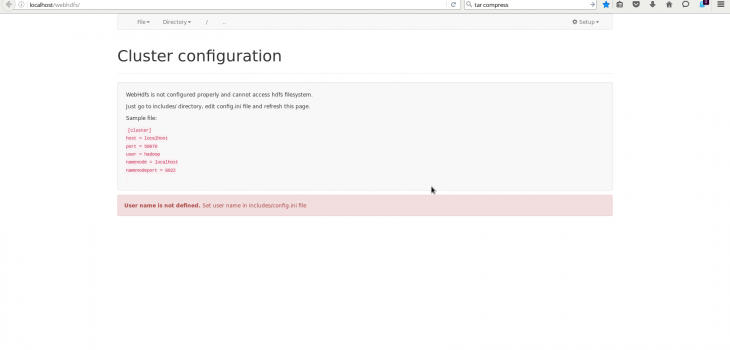 localhost/webhdfs/
tar compress
File
Directory
/
..
Setup
Cluster configuration
WebHdfs is not configured properly and cannot access hdfs filesystem.
Just go to includes/ directory, edit config.ini file and refresh this page.
Sample file:
[cluster]
host = localhost
port = 50070
user = hadoop
namenode = localhost
namenodeport = 8022
User name is not defined. Set user name in includes/config.ini file